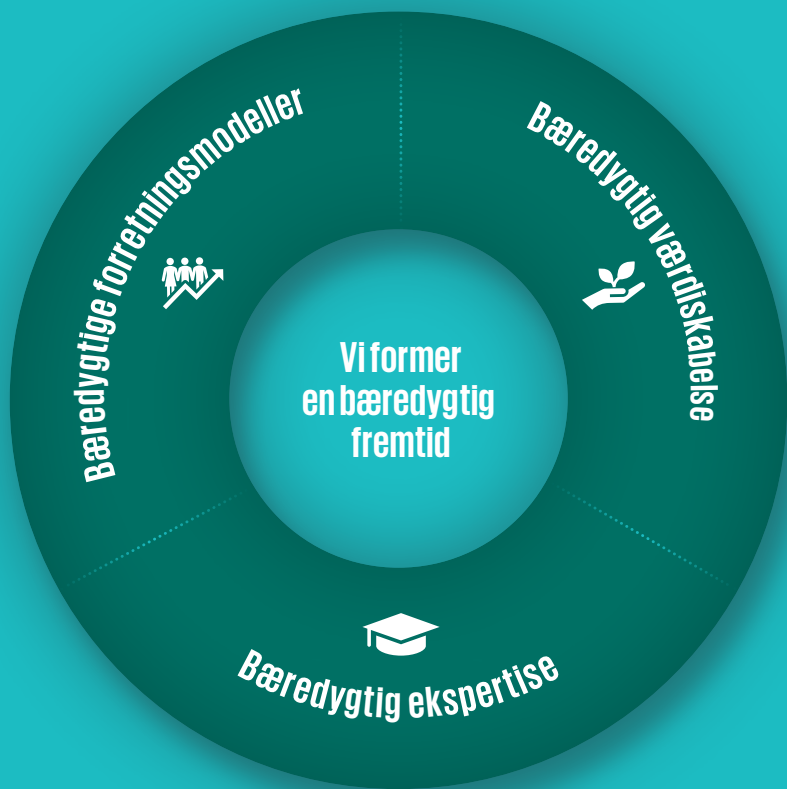 Bæredygtige forretningsmodeller
Bæredygtig værdiskabelse
Vi former
en bæredygtig
fremtid
Bæredygtig ekspertise